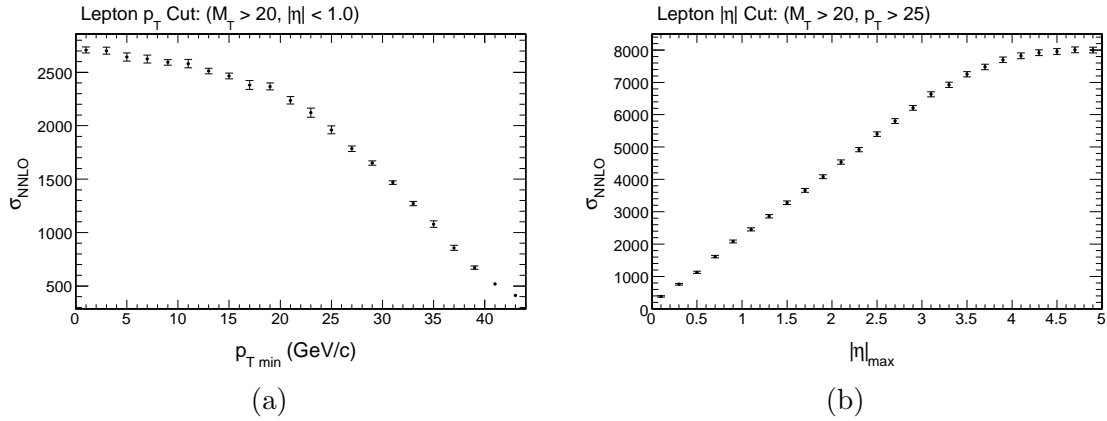 Lepton p_T Cut: (M_T > 20, |η| < 1.0)
σ_NNLO
2500
2000
1500
1000
500
0 5 10 15 20 25 30 35 40
p_T min (GeV/c)
(a)
Lepton |η| Cut: (M_T > 20, p_T > 25)
σ_NNLO
8000
7000
6000
5000
4000
3000
2000
1000
0
0 0.5 1 1.5 2 2.5 3 3.5 4 4.5 5
|η|_max
(b)